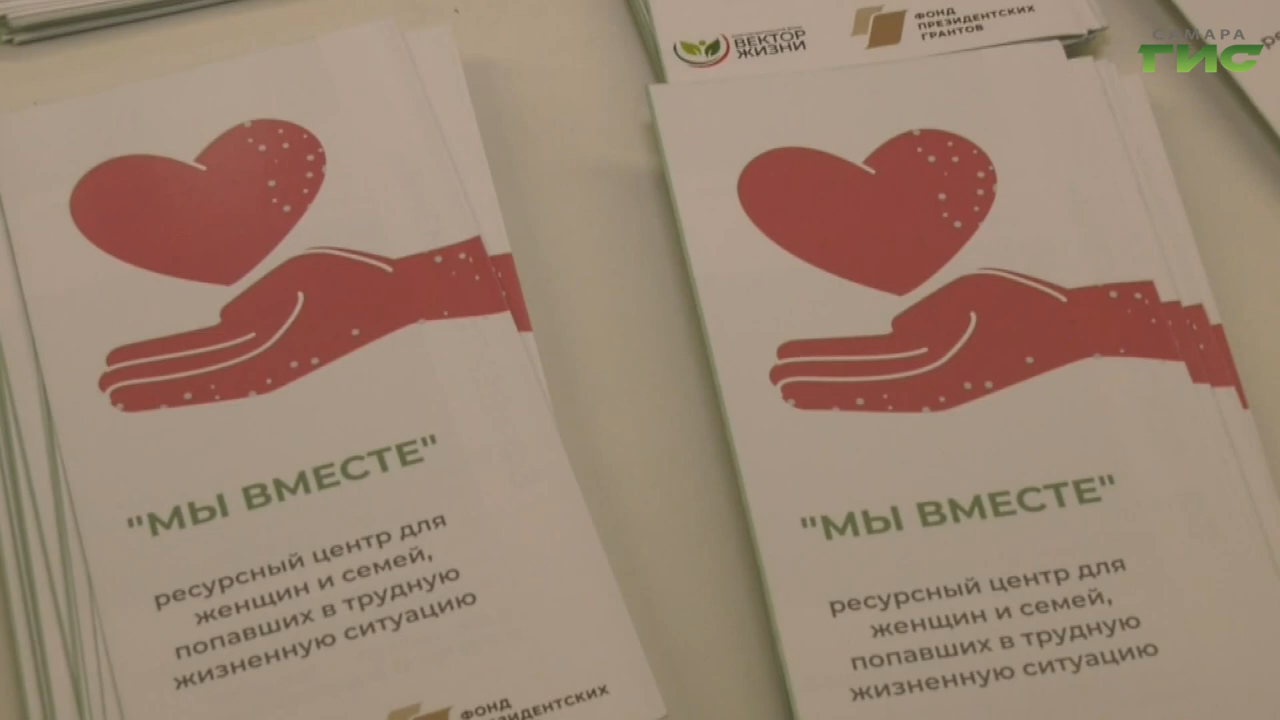 ВЕКТОР
ЖИЗНИ
ФОНД
ПРЕЗИДЕНТСКИХ
ГРАНТОВ
САМАРА
ГИС
"МЫ ВМЕСТЕ"
ресурсный центр для
женщин и семей,
попавших в трудную
жизненную ситуацию
ФОНД
"МЫ ВМЕСТЕ"
ресурсный центр для
женщин и семей,
попавших в трудную
жизненную ситуацию